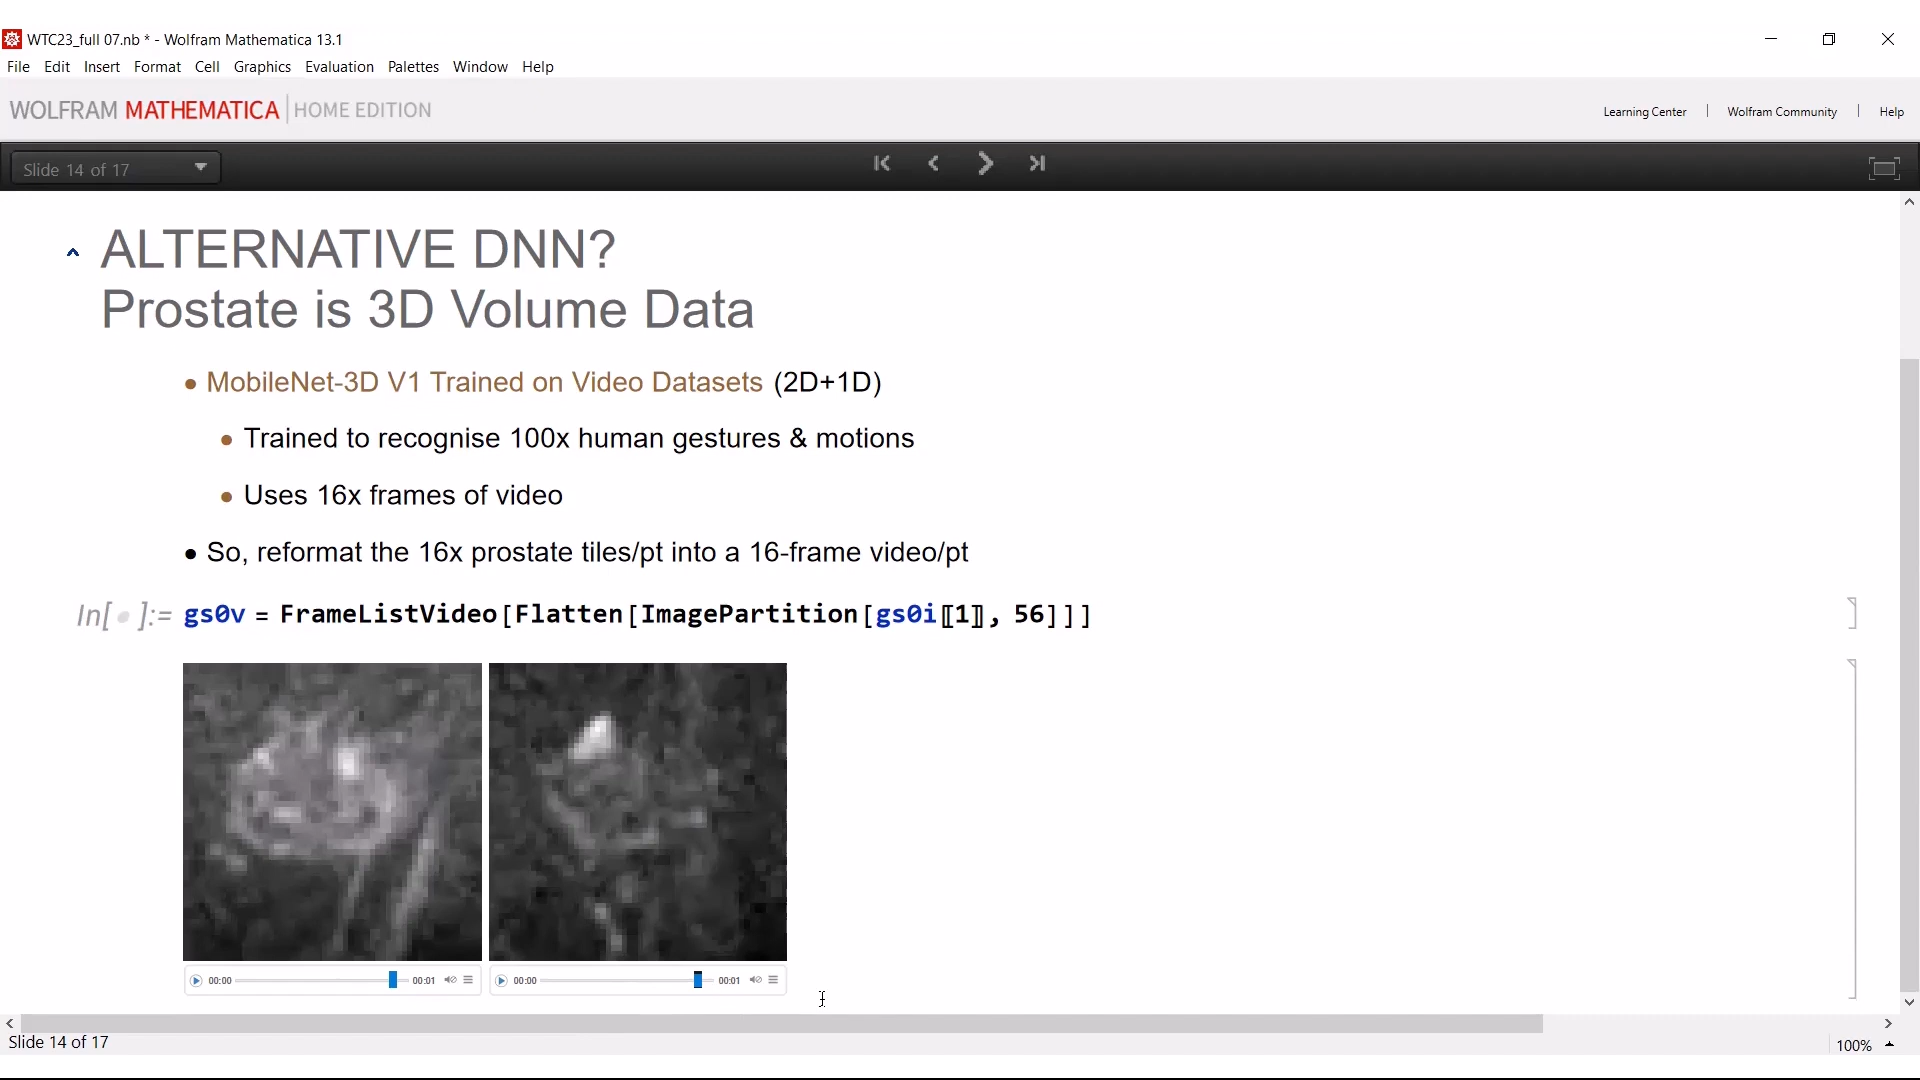 WTC23_full 07.nb * - Wolfram Mathematica 13.1
File Edit Insert Format Cell Graphics Evaluation Palettes Window Help
WOLFRAM MATHEMATICA | HOME EDITION
Learning Center | Wolfram Community | Help
Slide 14 of 17
ALTERNATIVE DNN?
Prostate is 3D Volume Data
• MobileNet-3D V1 Trained on Video Datasets (2D+1D)
• Trained to recognise 100x human gestures & motions
• Uses 16x frames of video
• So, reformat the 16x prostate tiles/pt into a 16-frame video/pt
In[ • ]:= gs0v = FrameListVideo[Flatten[ImagePartition[gs0i〚1〛, 56]]]
00:00 00:01 00:00 00:01
Slide 14 of 17
100%